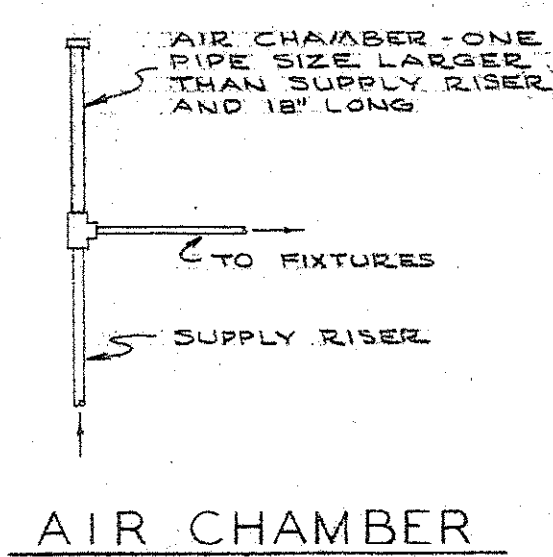 AIR CHAMBER - ONE
PIPE SIZE LARGER
THAN SUPPLY RISER
AND 18" LONG
TO FIXTURES
SUPPLY RISER
AIR CHAMBER